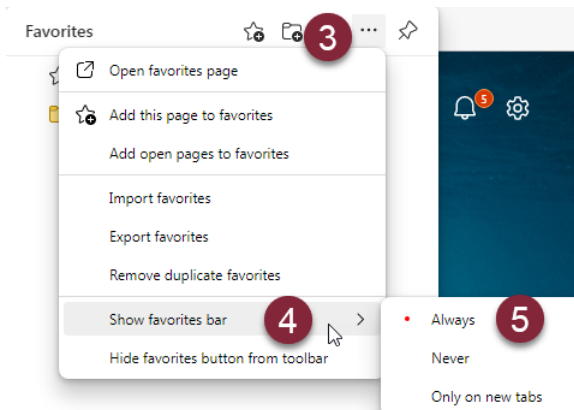 Favorites
3
Open favorites page
5
Add this page to favorites
Add open pages to favorites
Import favorites
Export favorites
Remove duplicate favorites
Show favorites bar
4
Always
5
Hide favorites button from toolbar
Never
Only on new tabs